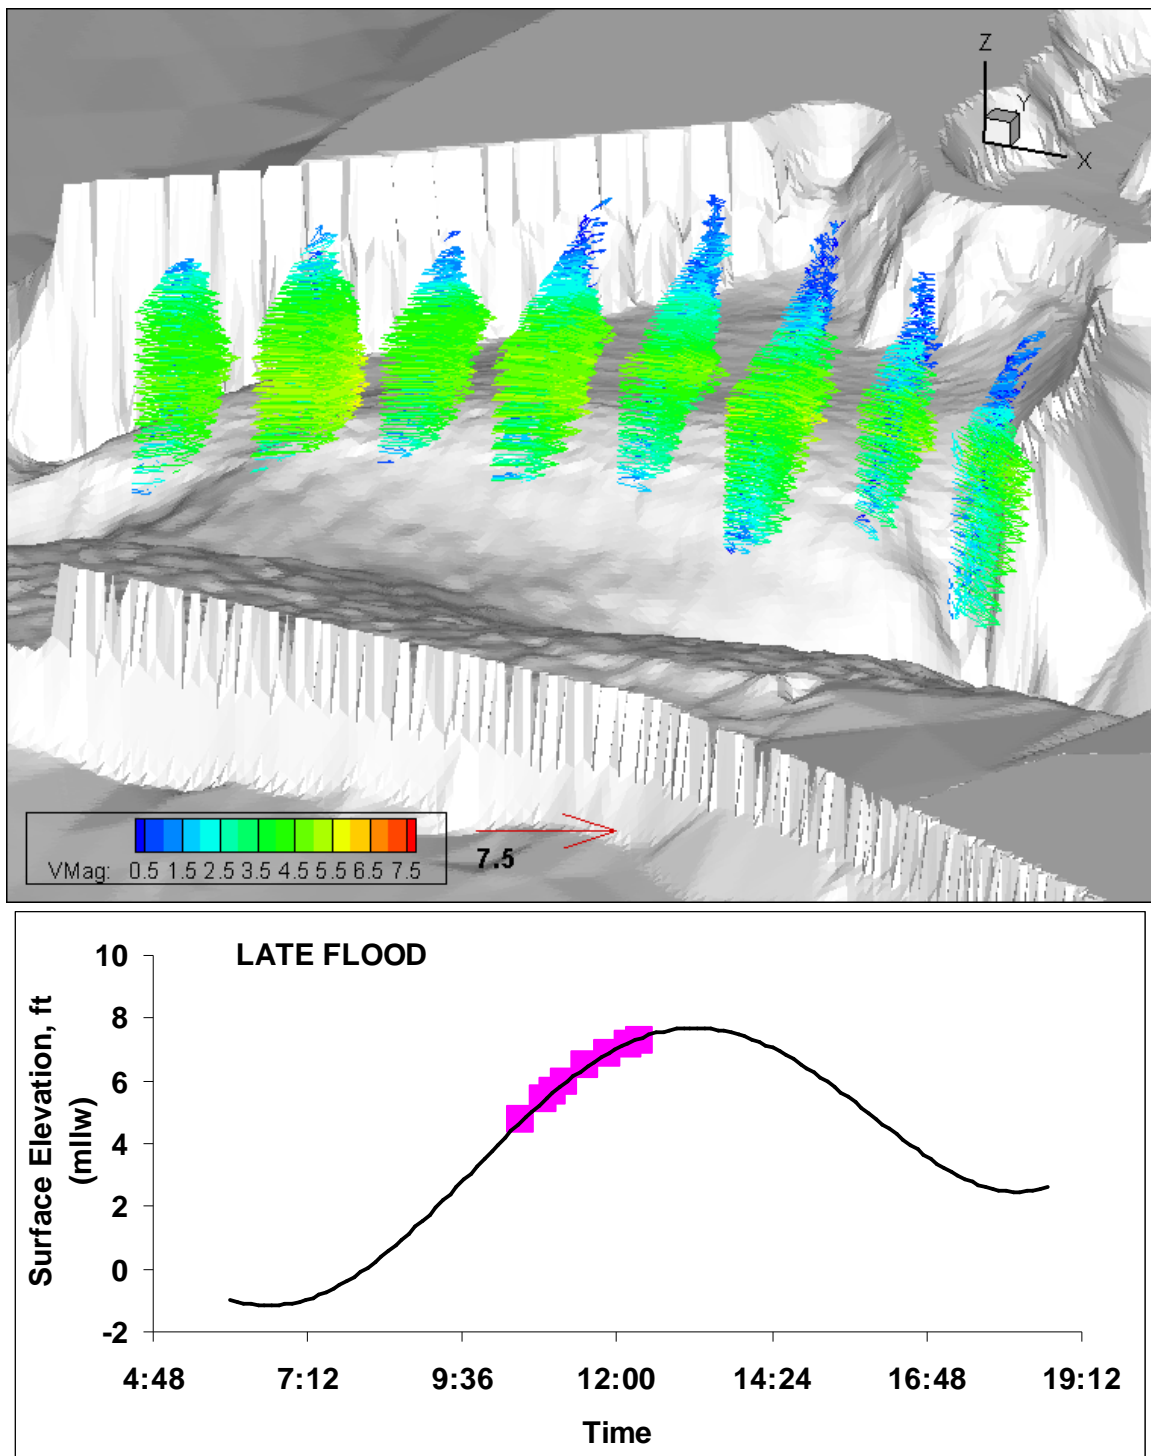 Z
Y
X
7.5
VMag: 0.5 1.5 2.5 3.5 4.5 5.5 6.5 7.5
LATE FLOOD
Surface Elevation, ft
(mllw)
10
8
6
4
2
0
-2
4:48 7:12 9:36 12:00 14:24 16:48 19:12
Time